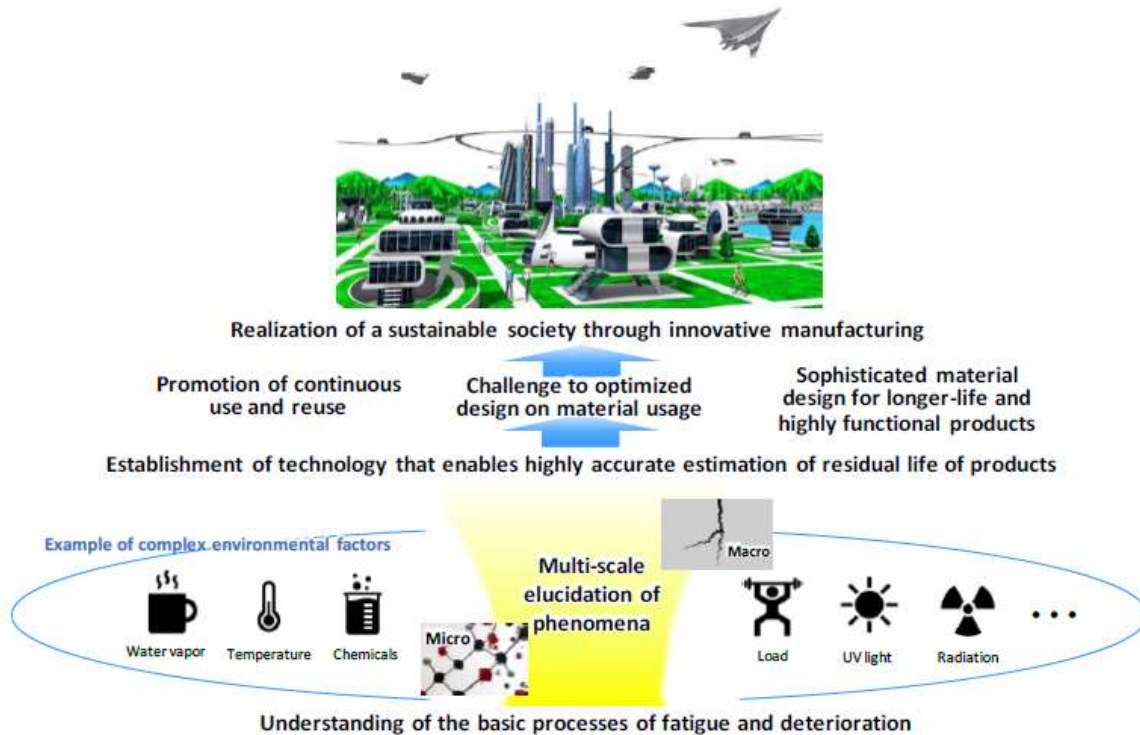 Realization of a sustainable society through innovative manufacturing
Promotion of continuous
use and reuse
Challenge to optimized
design on material usage
Sophisticated material
design for longer-life and
highly functional products
Establishment of technology that enables highly accurate estimation of residual life of products
Example of complex environmental factors
Macro
Multi-scale
elucidation of
phenomena
Micro
Water vapor
Temperature
Chemicals
Load
UV light
Radiation
• • •
Understanding of the basic processes of fatigue and deterioration